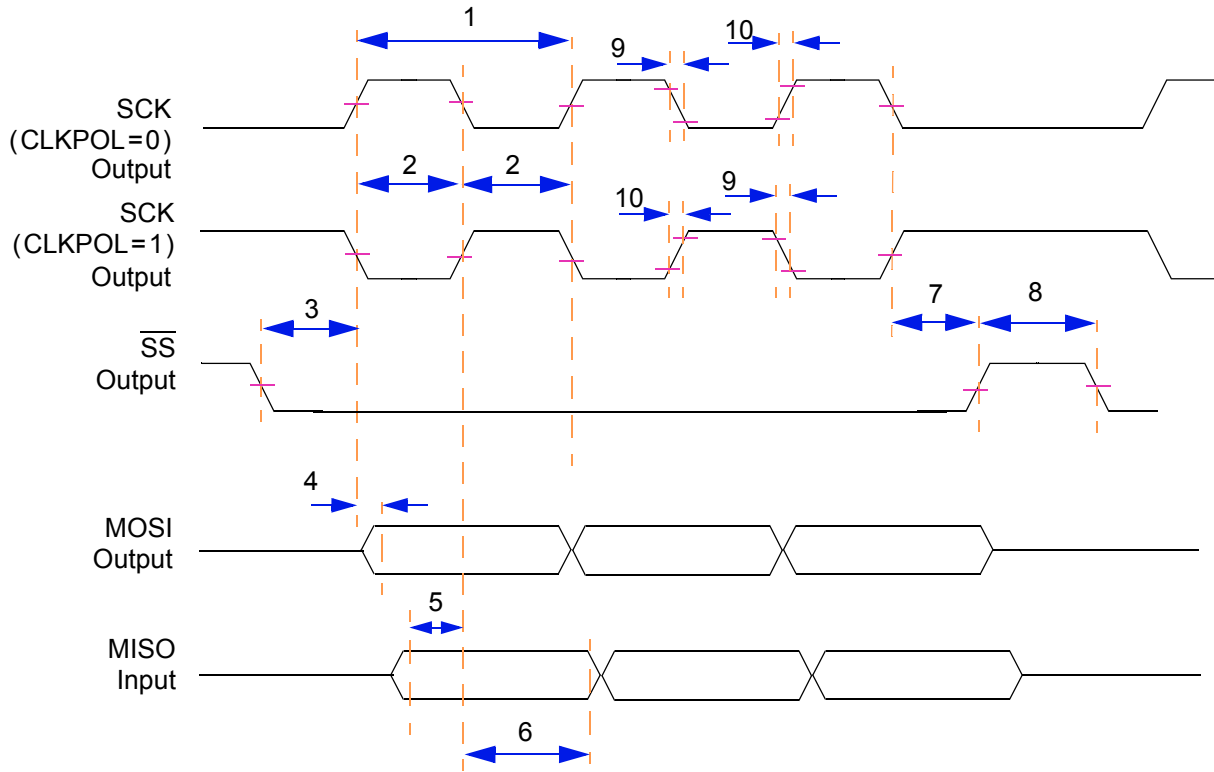 1
9
10
SCK
(CLKPOL=0)
Output
2
2
SCK
(CLKPOL=1)
Output
10
9
3
7
8
SS
Output
4
MOSI
Output
5
MISO
Input
6